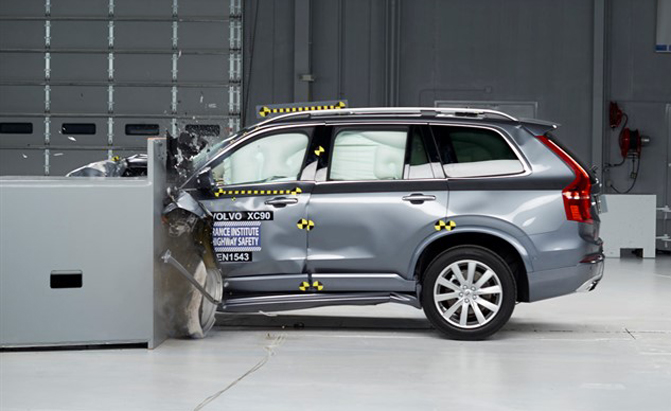 VOLVO XC90
RANCE INSTITUTE
HIGHWAY SAFETY
EN1543